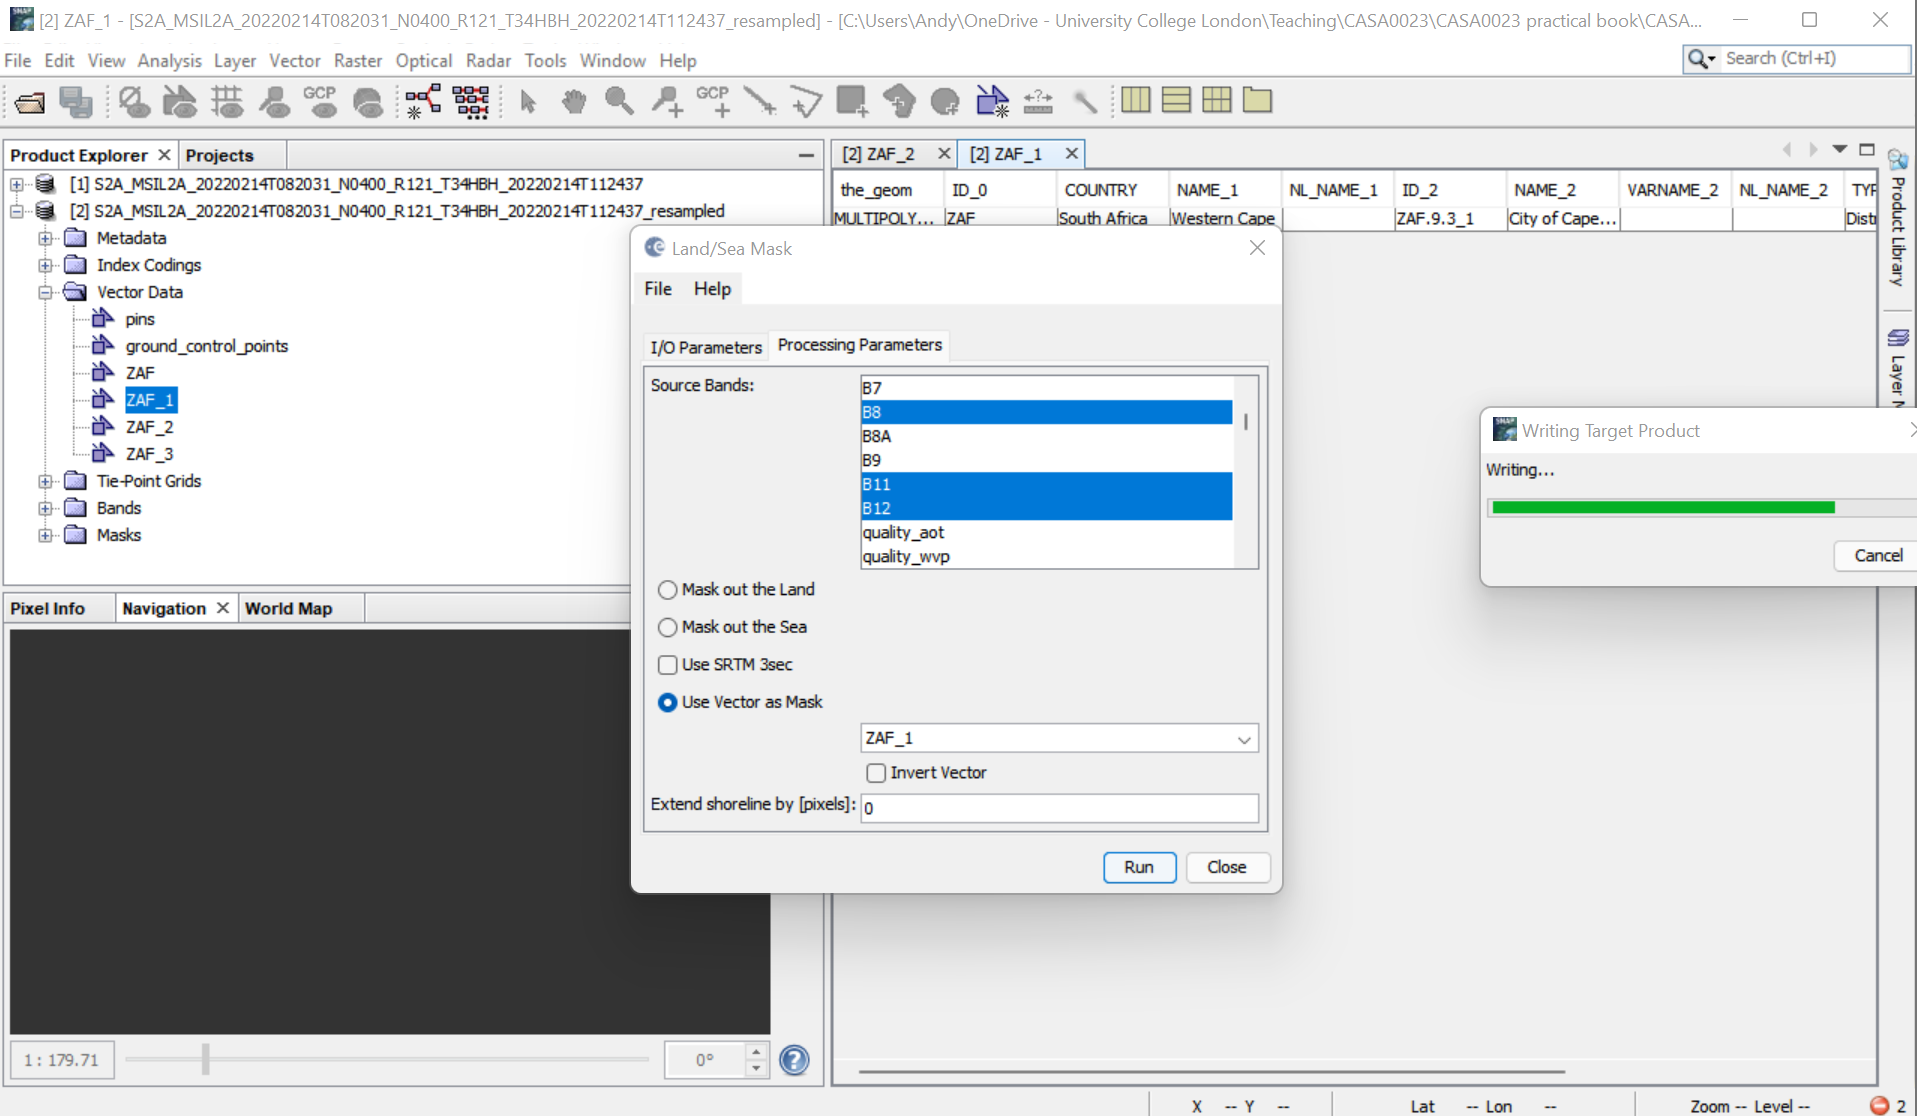 [2] ZAF_1 - [S2A_MSIL2A_20220214T082031_N0400_R121_T34HBH_20220214T112437_resampled] - [C:\Users\Andy\OneDrive - University College London\Teaching\CASA0023\CASA0023 practical book\CASA...
File Edit View Analysis Layer Vector Raster Optical Radar Tools Window Help
Search (Ctrl+I)
GCP
GCP
Product Explorer
Projects
[1] S2A_MSIL2A_20220214T082031_N0400_R121_T34HBH_20220214T112437
[2] S2A_MSIL2A_20220214T082031_N0400_R121_T34HBH_20220214T112437_resampled
Metadata
Index Codings
Vector Data
pins
ground_control_points
ZAF
ZAF_1
ZAF_2
ZAF_3
Tie-Point Grids
Bands
Masks
[2] ZAF_2
[2] ZAF_1
the_geom ID_0 COUNTRY NAME_1 NL_NAME_1 ID_2 NAME_2 VARNAME_2 NL_NAME_2 TYP
MULTIPOLY... ZAF South Africa Western Cape ZAF.9.3_1 City of Cape... Distr
Product Library
Layer M
Land/Sea Mask
File Help
I/O Parameters
Processing Parameters
Source Bands:
B7
B8
B8A
B9
B11
B12
quality_aot
quality_wvp
Mask out the Land
Mask out the Sea
Use SRTM 3sec
Use Vector as Mask
ZAF_1
Invert Vector
Extend shoreline by [pixels]: 0
Run
Close
SNAP
Writing Target Product
Writing...
Cancel
Pixel Info
Navigation
World Map
1 : 179.71
0°
?
X -- Y --
Lat -- Lon --
Zoom -- Level --
2